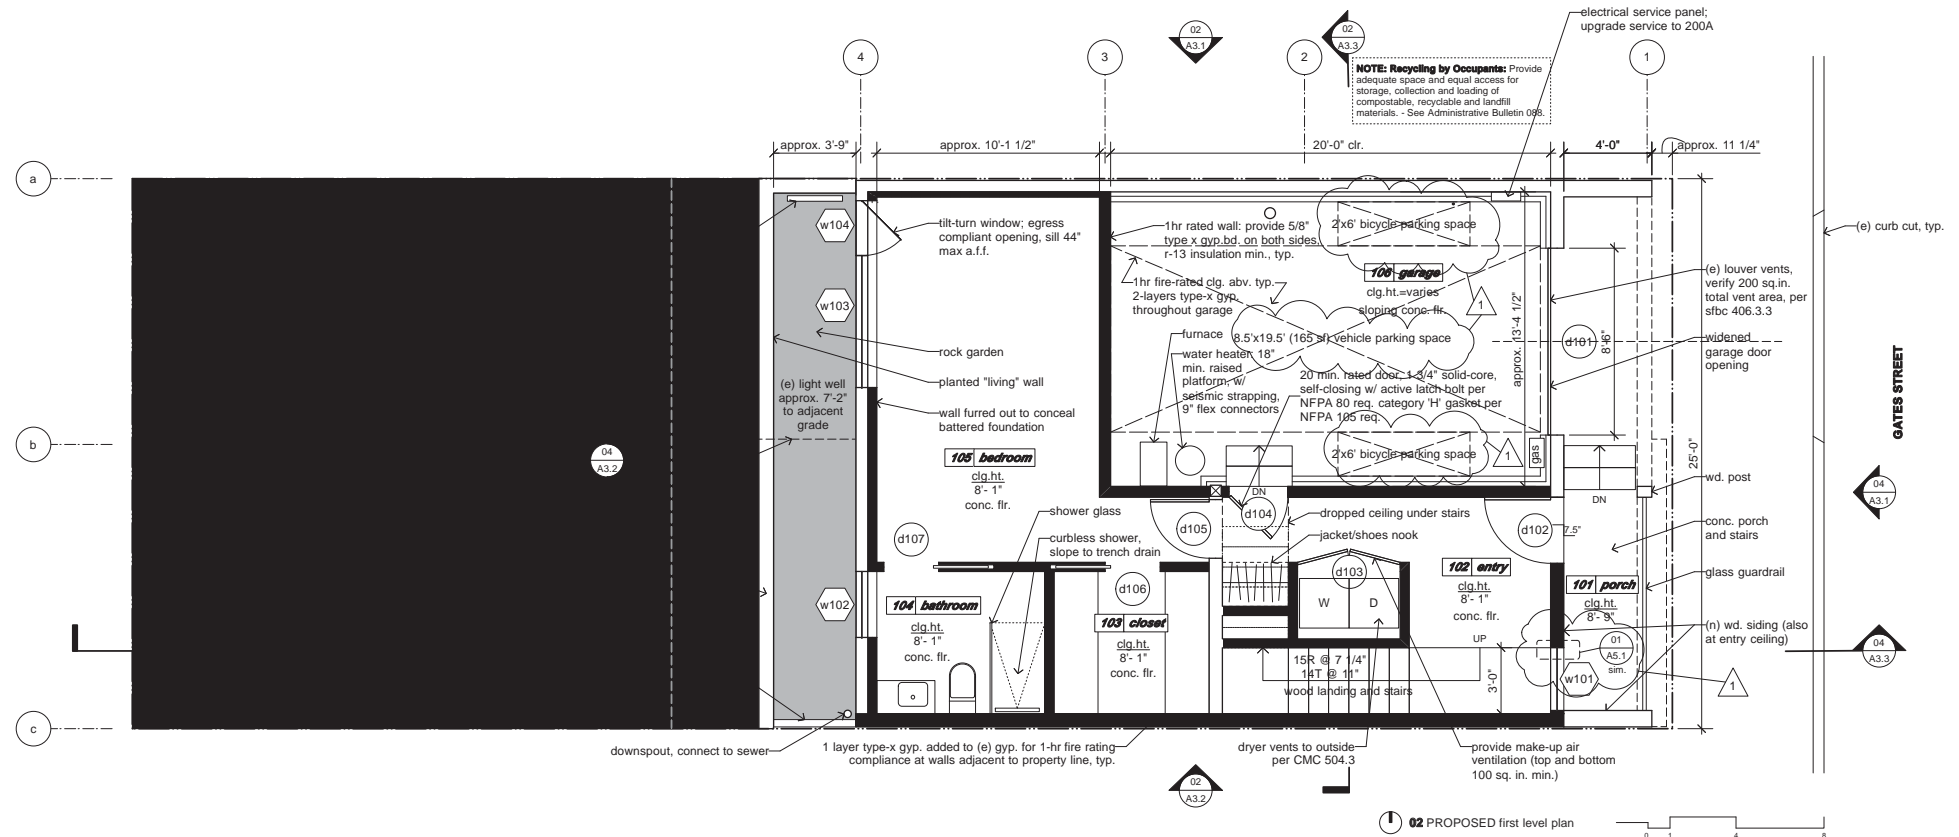 electrical service panel;
upgrade service to 200A
02
A3.1
02
A3.3
4
3
2
1
NOTE: Recycling by Occupants: Provide
adequate space and equal access for
storage, collection and loading of
compostable, recyclable and landfill
materials. - See Administrative Bulletin 088.
approx. 3'-9"
approx. 10'-1 1/2"
20'-0" clr.
4'-0"
approx. 11 1/4"
a
w104
tilt-turn window; egress
compliant opening, sill 44"
max a.f.f.
1hr rated wall: provide 5/8"
type x gyp.bd. on both sides,
r-13 insulation min., typ.
2'x6' bicycle parking space
(e) curb cut, typ.
106 garage
clg.ht.=varies
sloping conc. flr.
1
1hr fire-rated clg. abv. typ.
2-layers type-x gyp.
throughout garage
(e) louver vents,
verify 200 sq.in.
total vent area, per
sfbc 406.3.3
w103
furnace
8.5'x19.5' (165 sf) vehicle parking space
approx. 13'-4 1/2"
d101
8'-6"
widened
garage door
opening
rock garden
water heater: 18"
min. raised
platform, w/
seismic strapping,
9" flex connectors
20 min. rated door, 1 3/4" solid-core,
self-closing w/ active latch bolt per
NFPA 80 req. category 'H' gasket per
NFPA 105 req.
planted "living" wall
(e) light well
approx. 7'-2"
to adjacent
grade
wall furred out to conceal
battered foundation
GATES STREET
b
04
A3.2
105 bedroom
clg.ht.
8'- 1"
conc. flr.
2'x6' bicycle parking space
1
gas
25'-0"
DN
DN
wd. post
04
A3.1
shower glass
d107
curbless shower,
slope to trench drain
d105
d104
dropped ceiling under stairs
jacket/shoes nook
d102
7.5"
conc. porch
and stairs
glass guardrail
d106
d103
W
D
102 entry
clg.ht.
8'- 1"
conc. flr.
101 porch
clg.ht.
8'- 9"
w102
104 bathroom
clg.ht.
8'- 1"
conc. flr.
103 closet
clg.ht.
8'- 1"
conc. flr.
UP
01
A5.1
sim.
(n) wd. siding (also
at entry ceiling)
04
A3.3
15R @ 7 1/4"
14T @ 11"
wood landing and stairs
3'-0"
w101
1
c
downspout, connect to sewer
1 layer type-x gyp. added to (e) gyp. for 1-hr fire rating
compliance at walls adjacent to property line, typ.
dryer vents to outside
per CMC 504.3
provide make-up air
ventilation (top and bottom
100 sq. in. min.)
02
A3.2
02 PROPOSED first level plan
0 1 4 8